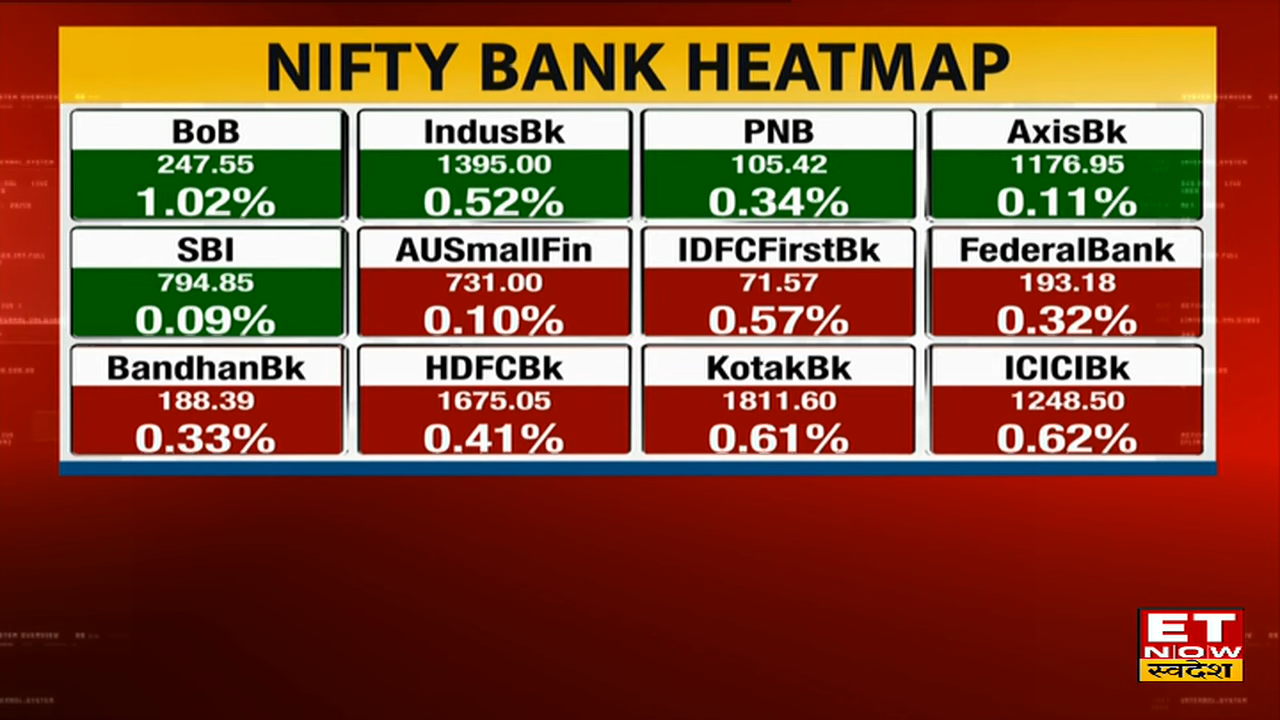 NIFTY BANK HEATMAP
BoB
247.55
1.02%
IndusBk
1395.00
0.52%
PNB
105.42
0.34%
AxisBk
1176.95
0.11%
SBI
794.85
0.09%
AUSmallFin
731.00
0.10%
IDFCFirstBk
71.57
0.57%
FederalBank
193.18
0.32%
BandhanBk
188.39
0.33%
HDFCBk
1675.05
0.41%
KotakBk
1811.60
0.61%
ICICIBk
1248.50
0.62%
ET
NOW
स्वदेश